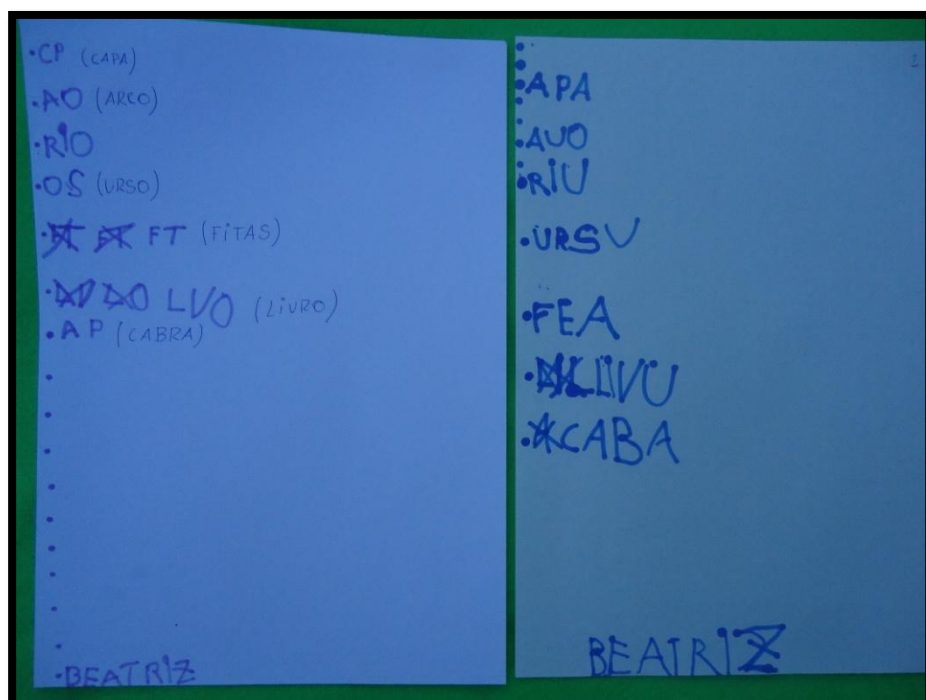 •CP (CAPA)
•AO (ARCO)
•RIO
•OS (URSO)
•FT (FITAS)
•LVO (LIVRO)
•AP (CABRA)
•BEATRIZ
1
•APA
•AUO
•RIU
•URSU
•FEA
•LIVU
•CABA
BEATRIZ